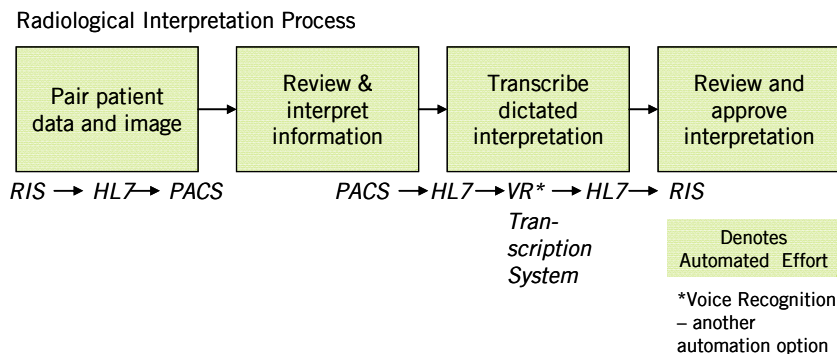 Radiological Interpretation Process
Pair patient
data and image
Review &
interpret
information
Transcribe
dictated
interpretation
Review and
approve
interpretation
RIS → HL7 → PACS
PACS → HL7 → VR* → HL7 → RIS
Tran-
scription
System
Denotes
Automated Effort
*Voice Recognition
– another
automation option